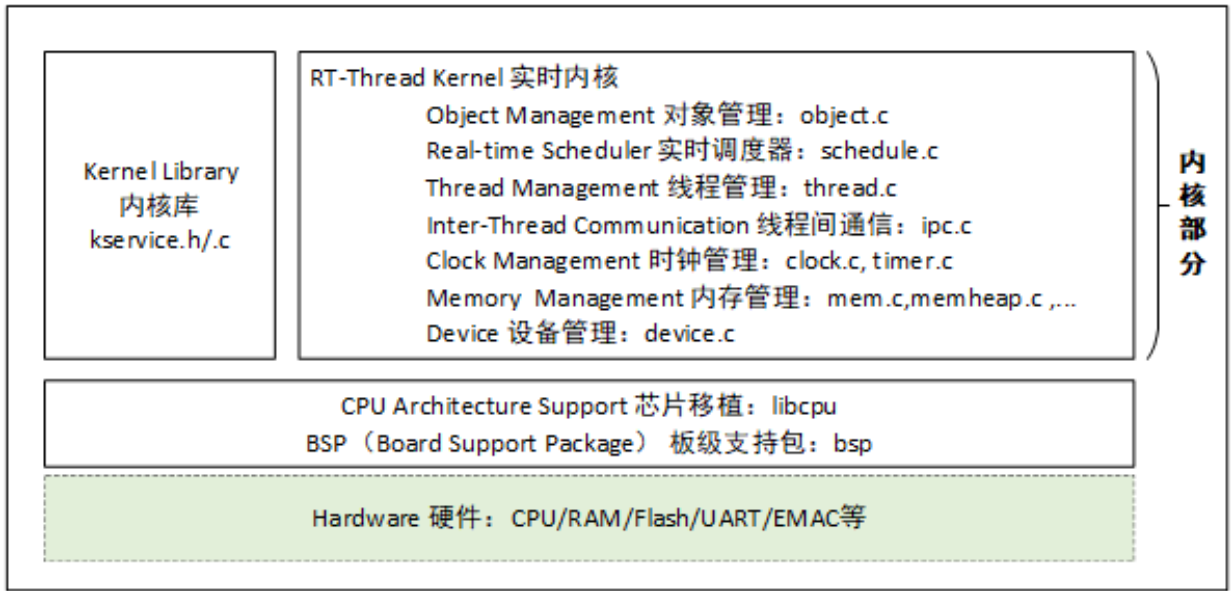 Kernel Library
内核库
kservice.h/.c
RT-Thread Kernel 实时内核
Object Management 对象管理：object.c
Real-time Scheduler 实时调度器：schedule.c
Thread Management 线程管理：thread.c
Inter-Thread Communication 线程间通信：ipc.c
Clock Management 时钟管理：clock.c, timer.c
Memory Management 内存管理：mem.c,memheap.c ,...
Device 设备管理：device.c
内核部分
CPU Architecture Support 芯片移植：libcpu
BSP（Board Support Package） 板级支持包：bsp
Hardware 硬件：CPU/RAM/Flash/UART/EMAC等